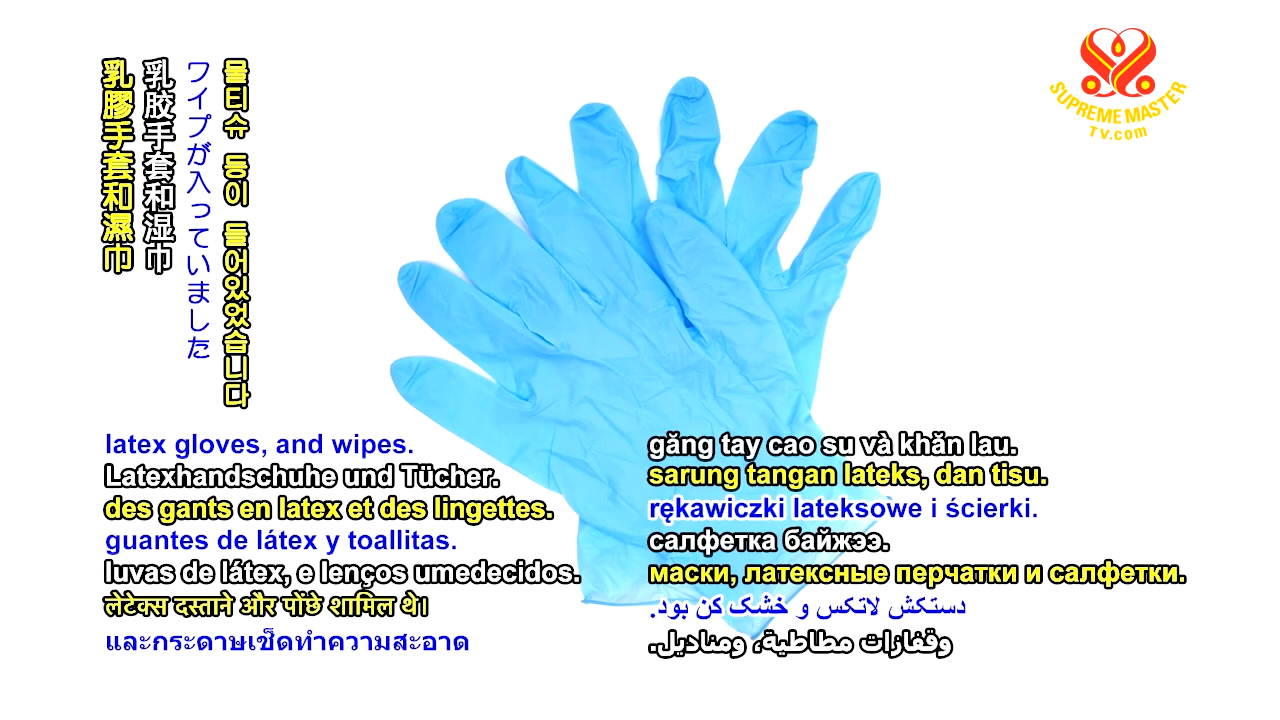 SUPREME MASTER
TV.com
乳膠手套和濕巾
乳胶手套和湿巾
ワイプが入っていました
물티슈 등이 들어있었습니다
latex gloves, and wipes.
Latexhandschuhe und Tücher.
des gants en latex et des lingettes.
guantes de látex y toallitas.
luvas de látex, e lenços umedecidos.
लेटेक्स दस्ताने और पोंछे शामिल थे।
และกระดาษเช็ดทำความสะอาด
găng tay cao su và khăn lau.
sarung tangan lateks, dan tisu.
rękawiczki lateksowe i ścierki.
салфетка байжээ.
маски, латексные перчатки и салфетки.
دستکش لاتکس و خشک کن بود.
وقفازات مطاطية، ومناديل.